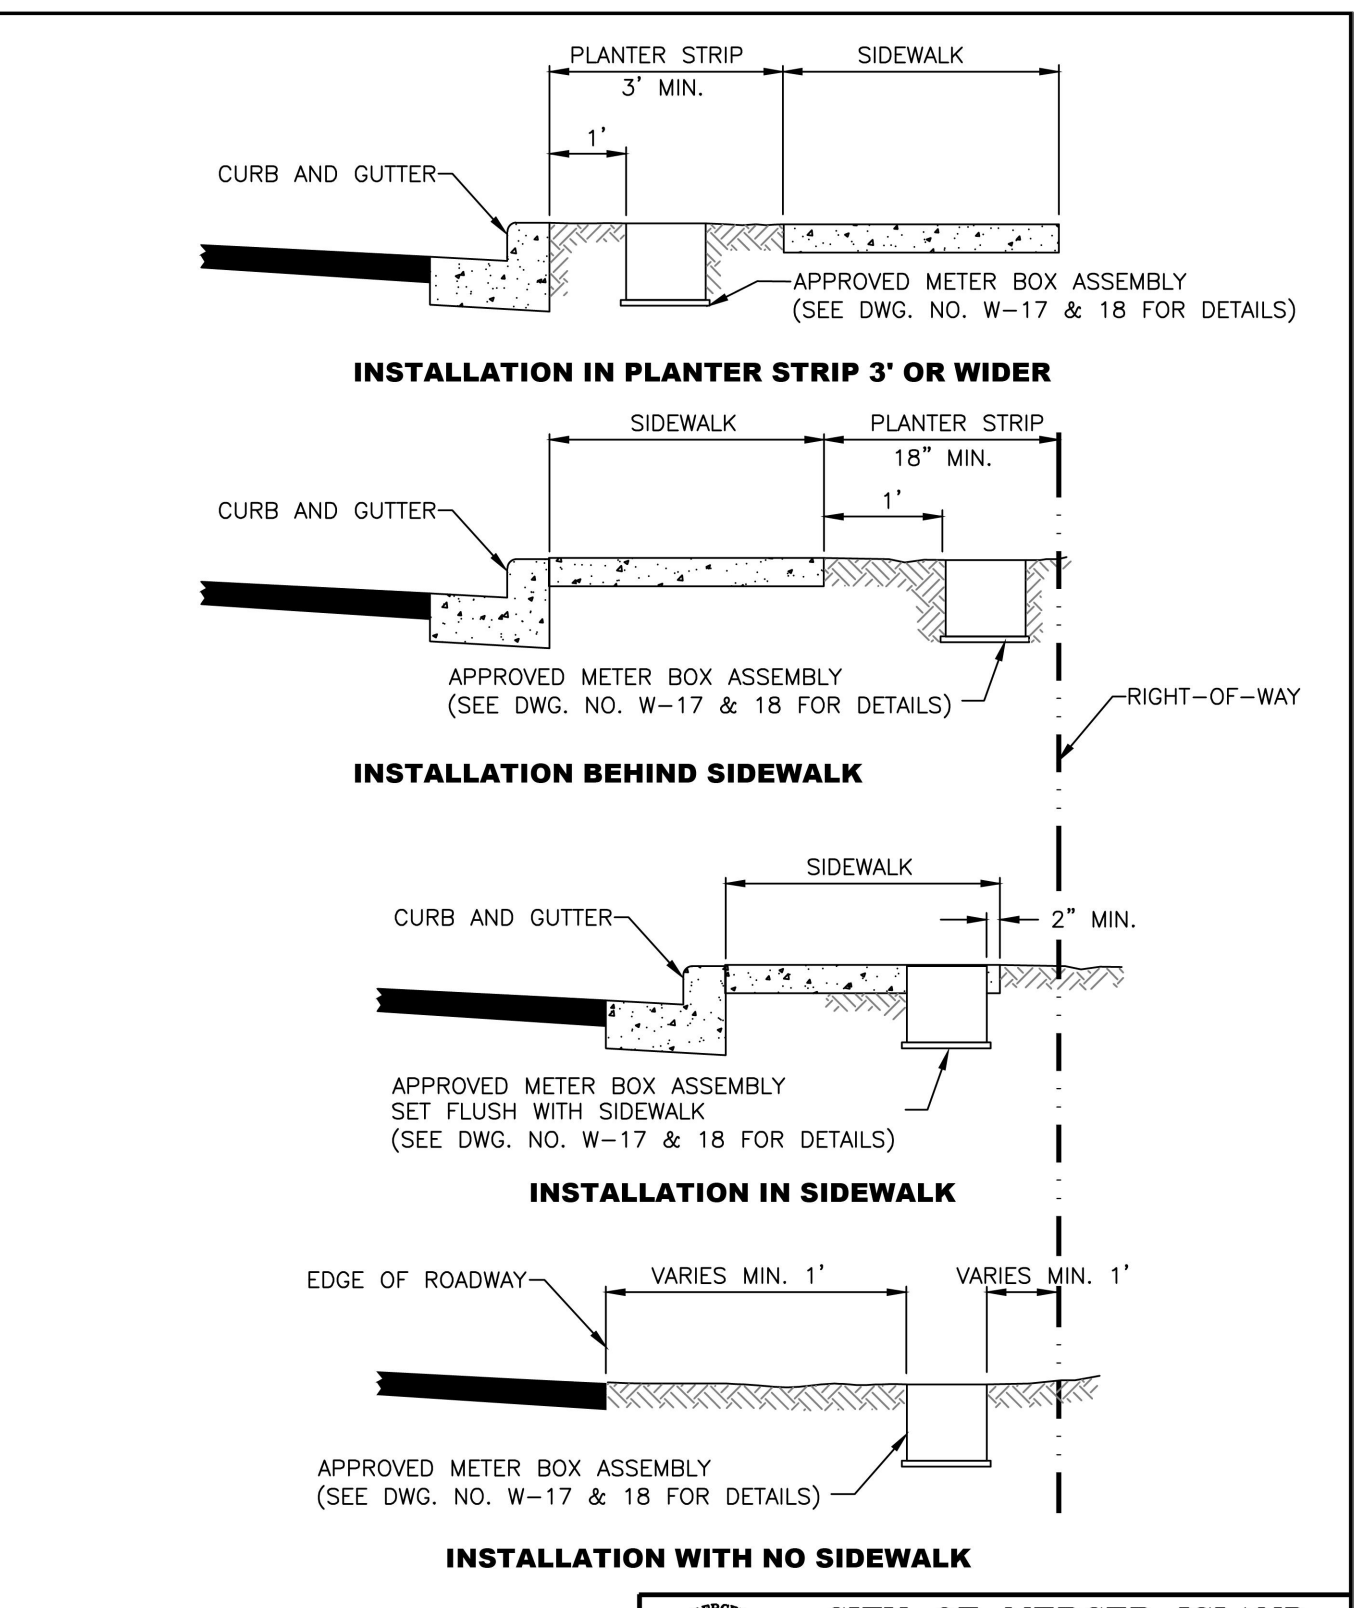 PLANTER STRIP
SIDEWALK
3' MIN.
1'
CURB AND GUTTER
APPROVED METER BOX ASSEMBLY
(SEE DWG. NO. W-17 & 18 FOR DETAILS)
INSTALLATION IN PLANTER STRIP 3' OR WIDER
SIDEWALK
PLANTER STRIP
18" MIN.
1'
CURB AND GUTTER
APPROVED METER BOX ASSEMBLY
(SEE DWG. NO. W-17 & 18 FOR DETAILS)
RIGHT-OF-WAY
INSTALLATION BEHIND SIDEWALK
SIDEWALK
CURB AND GUTTER
2" MIN.
APPROVED METER BOX ASSEMBLY
SET FLUSH WITH SIDEWALK
(SEE DWG. NO. W-17 & 18 FOR DETAILS)
INSTALLATION IN SIDEWALK
EDGE OF ROADWAY
VARIES MIN. 1'
VARIES MIN. 1'
APPROVED METER BOX ASSEMBLY
(SEE DWG. NO. W-17 & 18 FOR DETAILS)
INSTALLATION WITH NO SIDEWALK